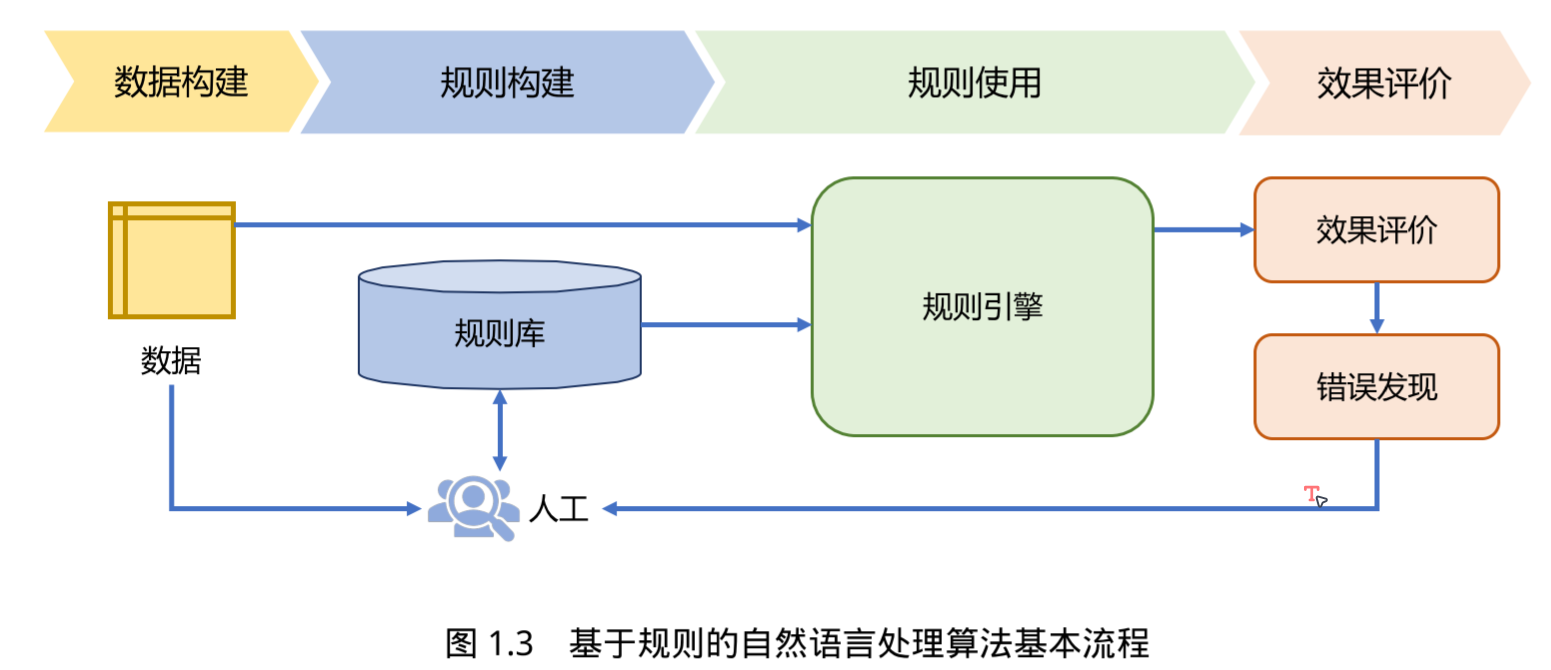 数据构建
规则构建
规则使用
效果评价
数据
规则库
人工
规则引擎
效果评价
错误发现
图 1.3 基于规则的自然语言处理算法基本流程